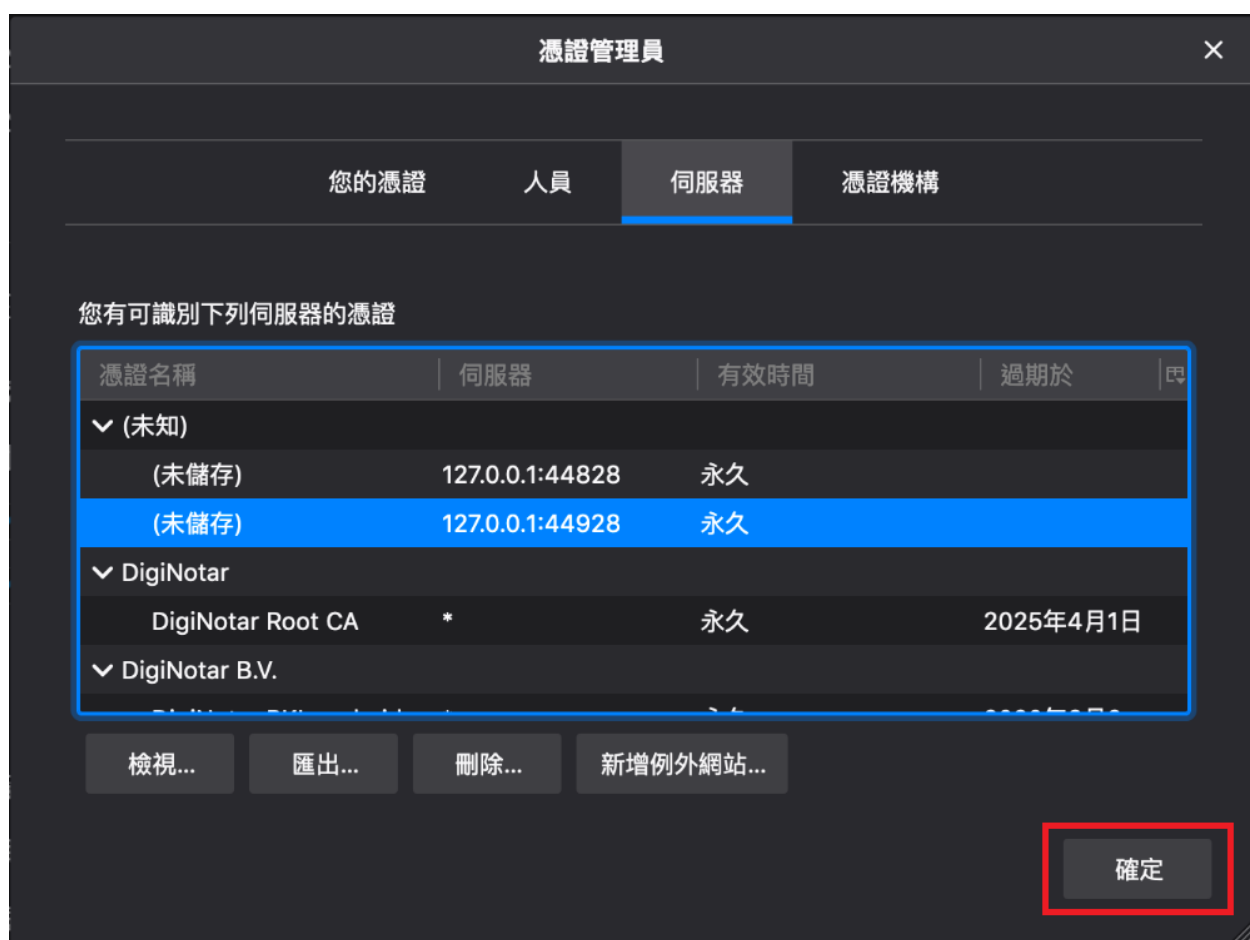 憑證管理員
您的憑證 人員 伺服器 憑證機構
您有可識別下列伺服器的憑證
憑證名稱 伺服器 有效時間 過期於
(未知)
(未儲存) 127.0.0.1:44828 永久
(未儲存) 127.0.0.1:44928 永久
DigiNotar
DigiNotar Root CA * 永久 2025年4月1日
DigiNotar B.V.
檢視... 匯出... 刪除... 新增例外網站...
確定